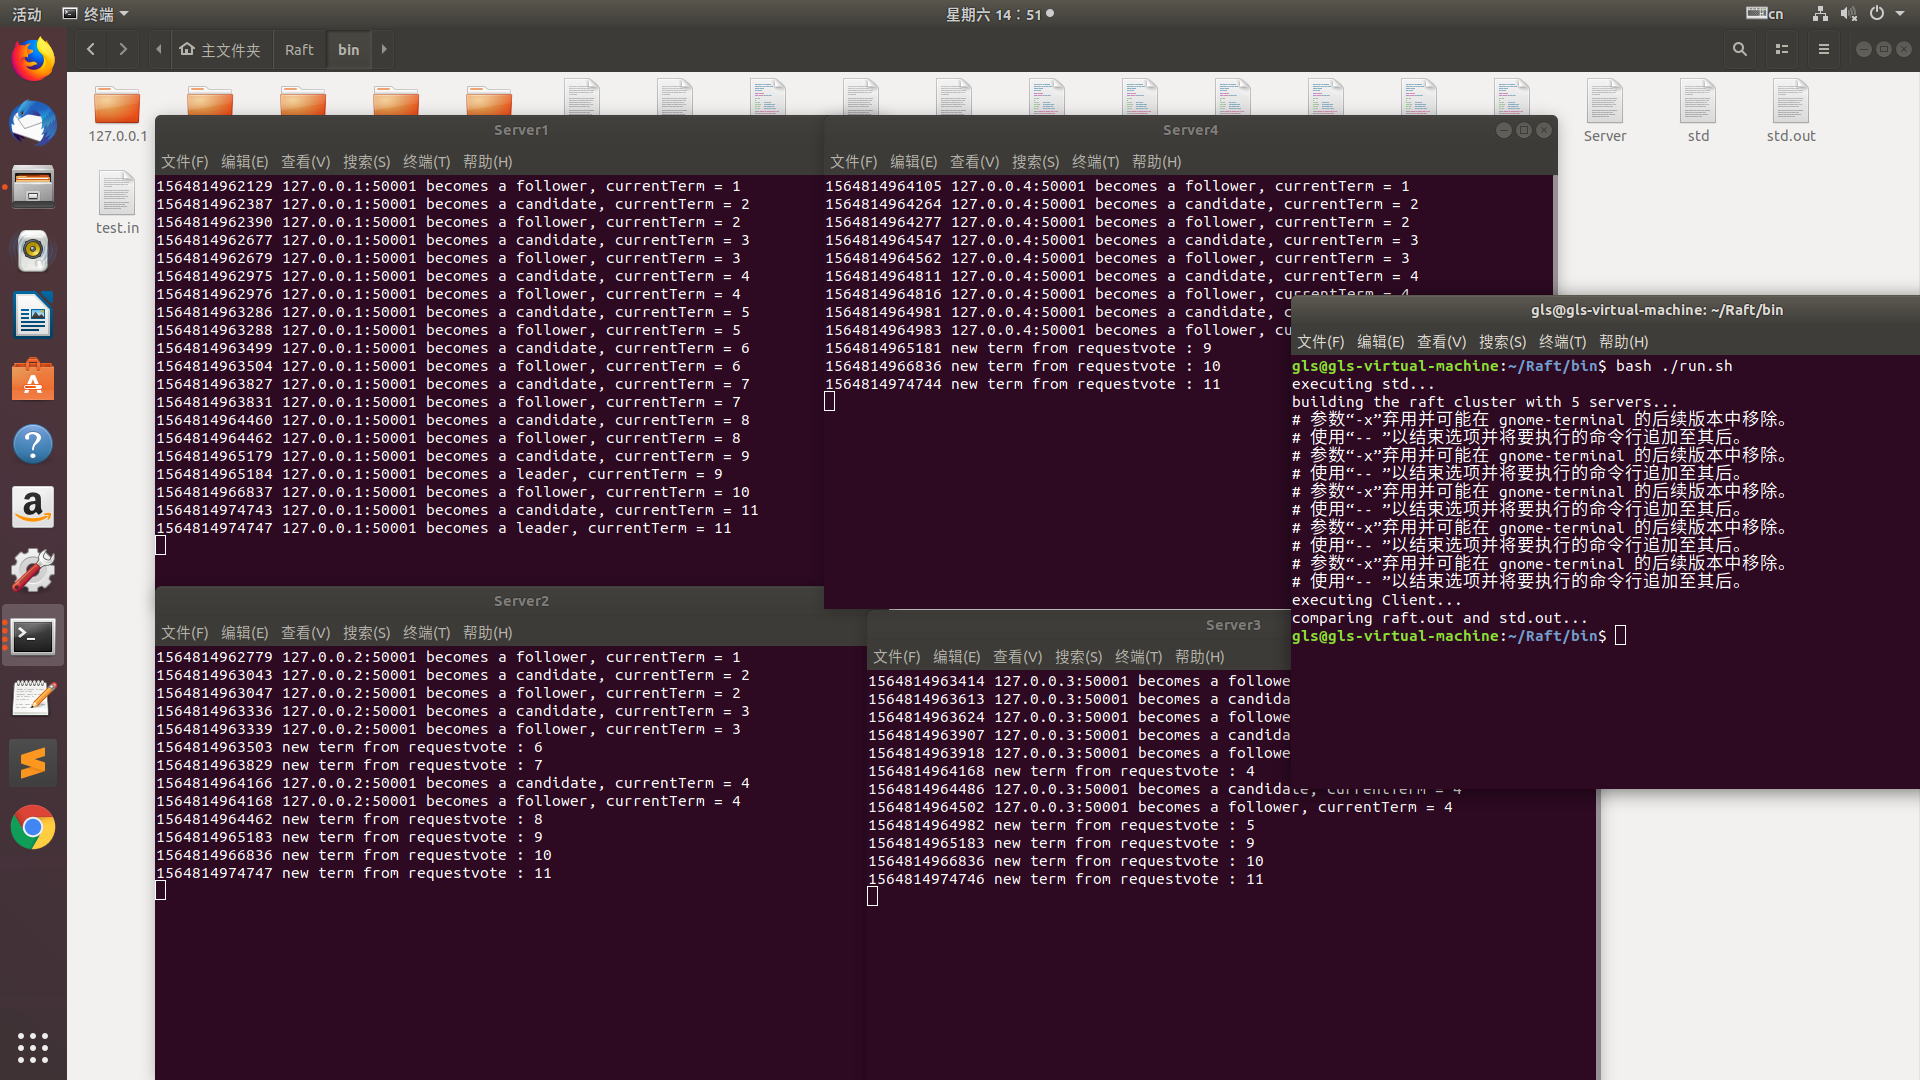 活动
终端
星期六 14：51
cn
主文件夹
Raft
bin
127.0.0.1
Server
std
std.out
test.in
Server1
文件(F) 编辑(E) 查看(V) 搜索(S) 终端(T) 帮助(H)
1564814962129 127.0.0.1:50001 becomes a follower, currentTerm = 1
1564814962387 127.0.0.1:50001 becomes a candidate, currentTerm = 2
1564814962390 127.0.0.1:50001 becomes a follower, currentTerm = 2
1564814962677 127.0.0.1:50001 becomes a candidate, currentTerm = 3
1564814962679 127.0.0.1:50001 becomes a follower, currentTerm = 3
1564814962975 127.0.0.1:50001 becomes a candidate, currentTerm = 4
1564814962976 127.0.0.1:50001 becomes a follower, currentTerm = 4
1564814963286 127.0.0.1:50001 becomes a candidate, currentTerm = 5
1564814963288 127.0.0.1:50001 becomes a follower, currentTerm = 5
1564814963499 127.0.0.1:50001 becomes a candidate, currentTerm = 6
1564814963504 127.0.0.1:50001 becomes a follower, currentTerm = 6
1564814963827 127.0.0.1:50001 becomes a candidate, currentTerm = 7
1564814963831 127.0.0.1:50001 becomes a follower, currentTerm = 7
1564814964460 127.0.0.1:50001 becomes a candidate, currentTerm = 8
1564814964462 127.0.0.1:50001 becomes a follower, currentTerm = 8
1564814965179 127.0.0.1:50001 becomes a candidate, currentTerm = 9
1564814965184 127.0.0.1:50001 becomes a leader, currentTerm = 9
1564814966837 127.0.0.1:50001 becomes a follower, currentTerm = 10
1564814974743 127.0.0.1:50001 becomes a candidate, currentTerm = 11
1564814974747 127.0.0.1:50001 becomes a leader, currentTerm = 11
Server4
文件(F) 编辑(E) 查看(V) 搜索(S) 终端(T) 帮助(H)
1564814964105 127.0.0.4:50001 becomes a follower, currentTerm = 1
1564814964264 127.0.0.4:50001 becomes a candidate, currentTerm = 2
1564814964277 127.0.0.4:50001 becomes a follower, currentTerm = 2
1564814964547 127.0.0.4:50001 becomes a candidate, currentTerm = 3
1564814964562 127.0.0.4:50001 becomes a follower, currentTerm = 3
1564814964811 127.0.0.4:50001 becomes a candidate, currentTerm = 4
1564814964816 127.0.0.4:50001 becomes a follower, currentTerm = 4
1564814964981 127.0.0.4:50001 becomes a candidate, c
1564814964983 127.0.0.4:50001 becomes a follower, cu
1564814965181 new term from requestvote : 9
1564814966836 new term from requestvote : 10
1564814974744 new term from requestvote : 11
gls@gls-virtual-machine: ~/Raft/bin
文件(F) 编辑(E) 查看(V) 搜索(S) 终端(T) 帮助(H)
gls@gls-virtual-machine:~/Raft/bin$ bash ./run.sh
executing std...
building the raft cluster with 5 servers...
# 参数“-x”弃用并可能在 gnome-terminal 的后续版本中移除。
# 使用“-- ”以结束选项并将要执行的命令行追加至其后。
# 参数“-x”弃用并可能在 gnome-terminal 的后续版本中移除。
# 使用“-- ”以结束选项并将要执行的命令行追加至其后。
# 参数“-x”弃用并可能在 gnome-terminal 的后续版本中移除。
# 使用“-- ”以结束选项并将要执行的命令行追加至其后。
# 参数“-x”弃用并可能在 gnome-terminal 的后续版本中移除。
# 使用“-- ”以结束选项并将要执行的命令行追加至其后。
# 参数“-x”弃用并可能在 gnome-terminal 的后续版本中移除。
# 使用“-- ”以结束选项并将要执行的命令行追加至其后。
executing Client...
comparing raft.out and std.out...
gls@gls-virtual-machine:~/Raft/bin$
Server2
文件(F) 编辑(E) 查看(V) 搜索(S) 终端(T) 帮助(H)
1564814962779 127.0.0.2:50001 becomes a follower, currentTerm = 1
1564814963043 127.0.0.2:50001 becomes a candidate, currentTerm = 2
1564814963047 127.0.0.2:50001 becomes a follower, currentTerm = 2
1564814963336 127.0.0.2:50001 becomes a candidate, currentTerm = 3
1564814963339 127.0.0.2:50001 becomes a follower, currentTerm = 3
1564814963503 new term from requestvote : 6
1564814963829 new term from requestvote : 7
1564814964166 127.0.0.2:50001 becomes a candidate, currentTerm = 4
1564814964168 127.0.0.2:50001 becomes a follower, currentTerm = 4
1564814964462 new term from requestvote : 8
1564814965183 new term from requestvote : 9
1564814966836 new term from requestvote : 10
1564814974747 new term from requestvote : 11
Server3
文件(F) 编辑(E) 查看(V) 搜索(S) 终端(T) 帮助(H)
1564814963414 127.0.0.3:50001 becomes a followe
1564814963613 127.0.0.3:50001 becomes a candida
1564814963624 127.0.0.3:50001 becomes a followe
1564814963907 127.0.0.3:50001 becomes a candida
1564814963918 127.0.0.3:50001 becomes a followe
1564814964168 new term from requestvote : 4
1564814964486 127.0.0.3:50001 becomes a candidate, currentTerm = 4
1564814964502 127.0.0.3:50001 becomes a follower, currentTerm = 4
1564814964982 new term from requestvote : 5
1564814965183 new term from requestvote : 9
1564814966836 new term from requestvote : 10
1564814974746 new term from requestvote : 11